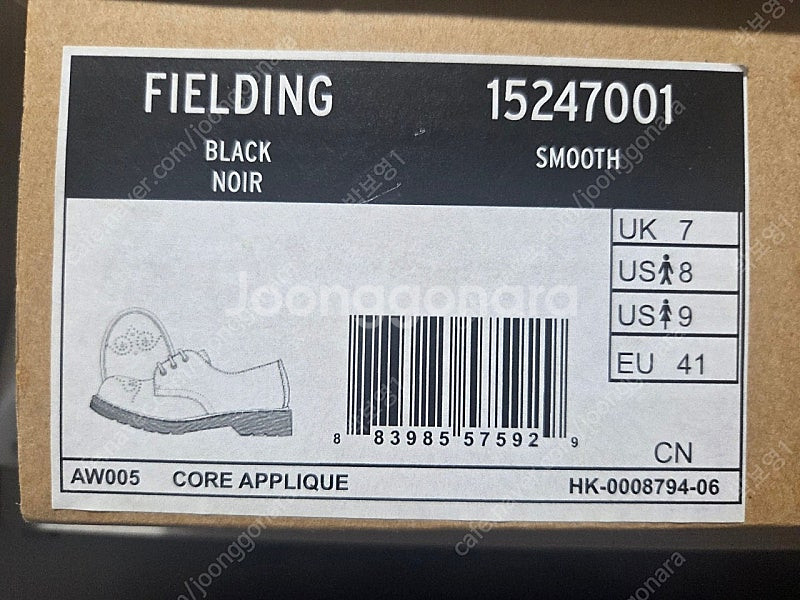 FIELDING 15247001
BLACK SMOOTH
NOIR
UK 7
US 8
US 9
EU 41
Joonggonara
8 83985 57592 9
CN
AW005 CORE APPLIQUE HK-0008794-06